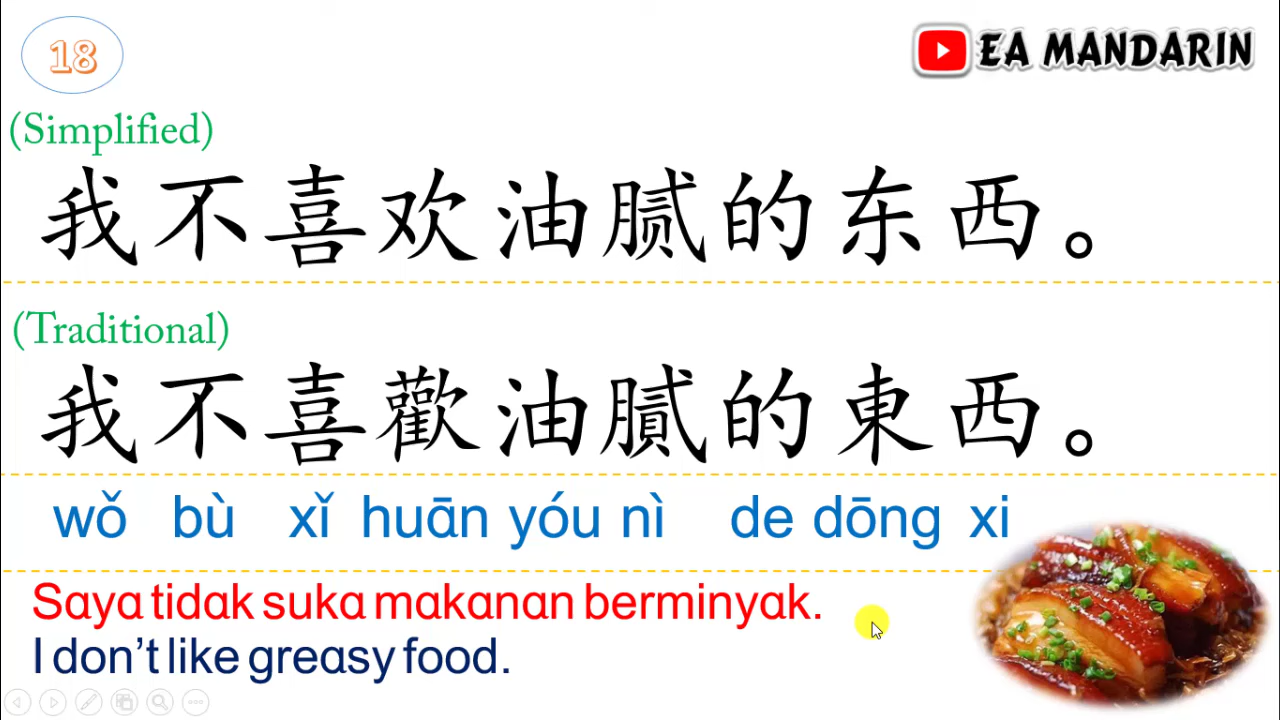 18
EA MANDARIN
(Simplified)
我不喜欢油腻的东西。
(Traditional)
我不喜歡油膩的東西。
wǒ bù xǐ huān yóu nì de dōng xi
Saya tidak suka makanan berminyak.
I don't like greasy food.